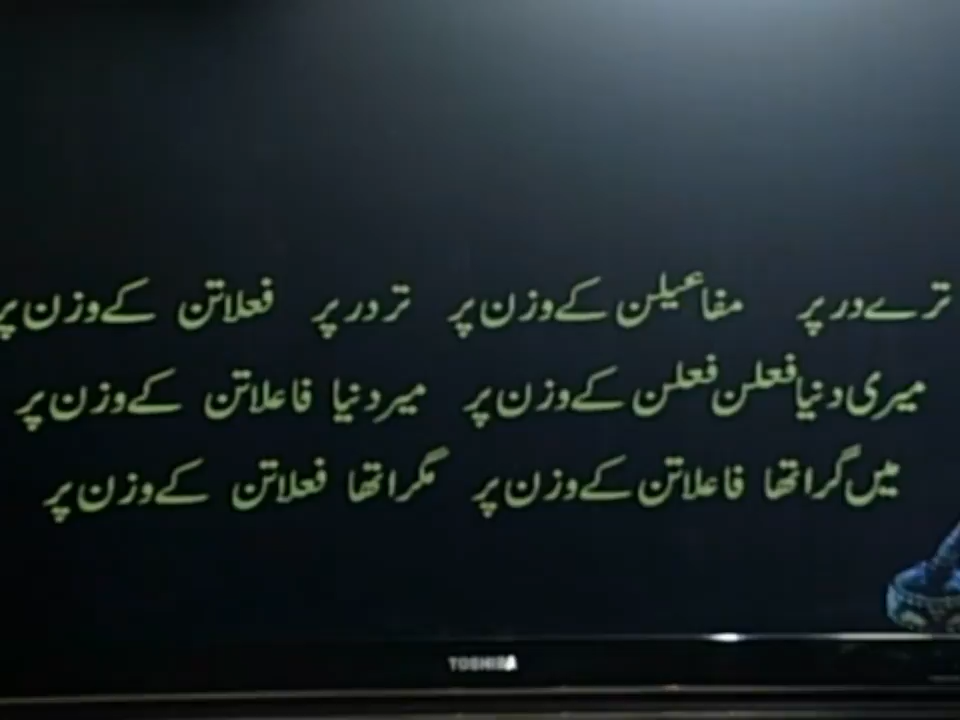 ترے در پر مفاعیلن کے وزن پر تر در پر فعلاتن کے وزن پر
میری دنیا فعلن فعلن کے وزن پر میر دنیا فاعلاتن کے وزن پر
میں گرا تھا فاعلاتن کے وزن پر مگرا تھا فعلاتن کے وزن پر
TOSHIBA